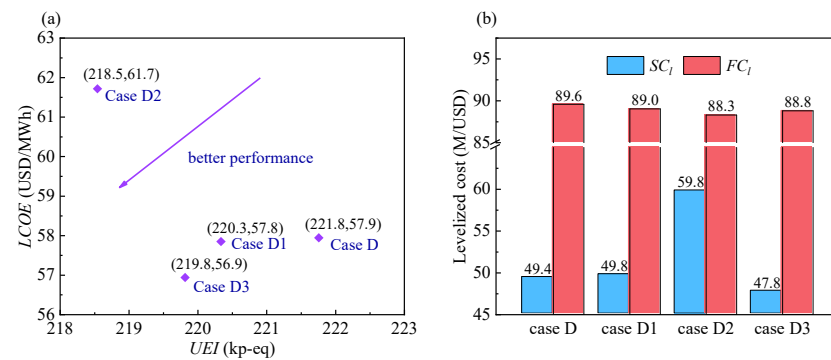 (a)
63
62
61
60
59
58
57
56
218
219
220
221
222
223
LCOE (USD/MWh)
UEI (kp-eq)
(218.5,61.7)
Case D2
better performance
(220.3,57.8)
Case D1
(221.8,57.9)
Case D
(219.8,56.9)
Case D3
(b)
95
90
85
60
55
50
45
Levelized cost (M/USD)
SCl
FCl
49.4
89.6
49.8
89.0
59.8
88.3
47.8
88.8
case D
case D1
case D2
case D3